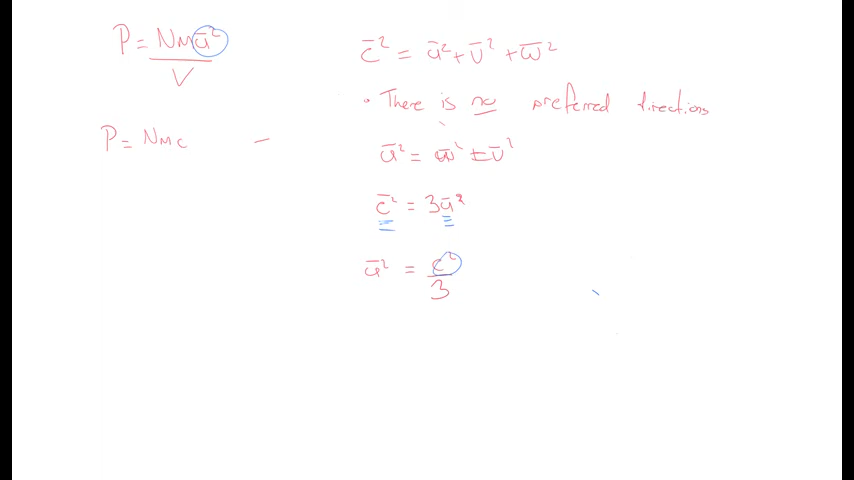 P = Nmū²/V
P = Nmc -
c̄² = ū² + v̄² + w̄²
• There is no preferred directions
ū² = w̄² = v̄²
c̄² = 3ū²
ū² = c²/3